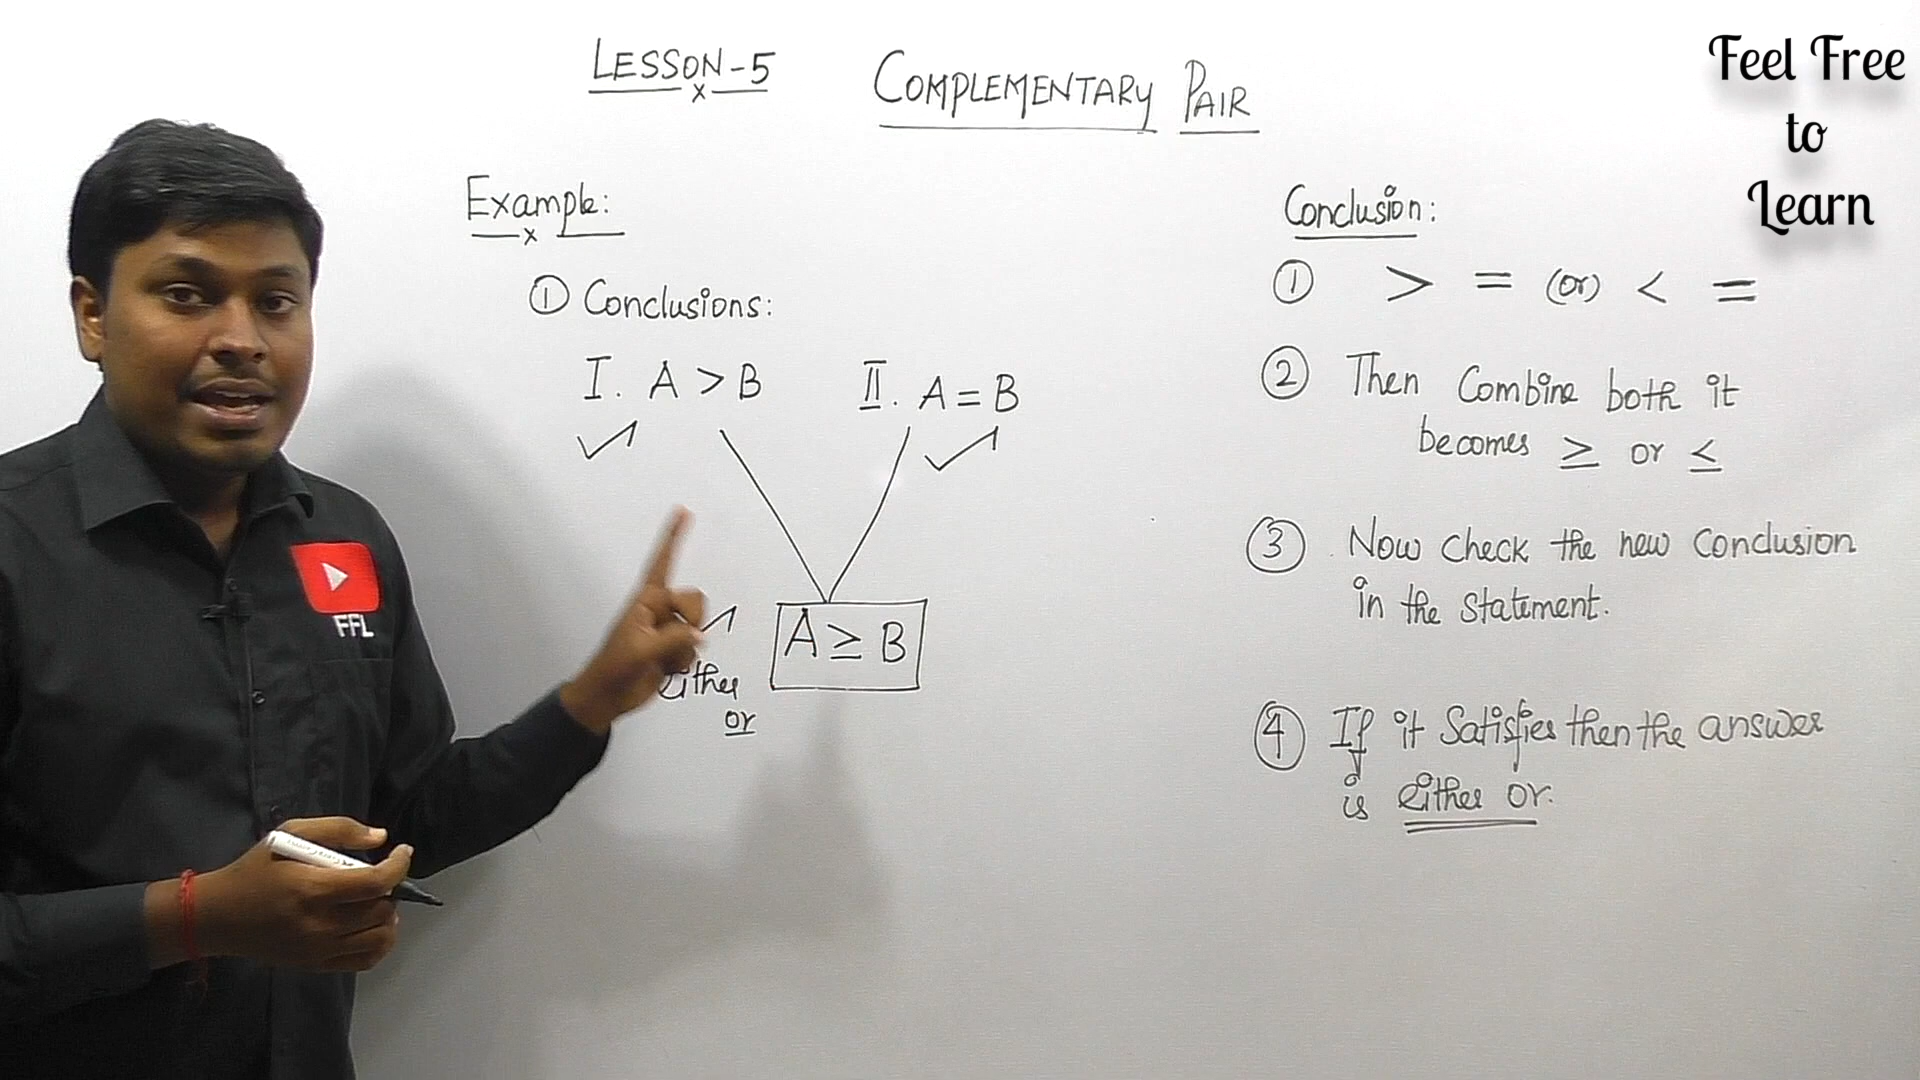 LESSON-5
COMPLEMENTARY PAIR
Feel Free
to
Learn
Example:
① Conclusions:
I. A > B II. A = B
A ≥ B
either
or
Conclusion:
① > = (or) < =
② Then Combine both it
becomes ≥ or ≤
③ Now check the new conclusion
in the statement.
④ If it Satisfies then the answer
is either or.
FFL